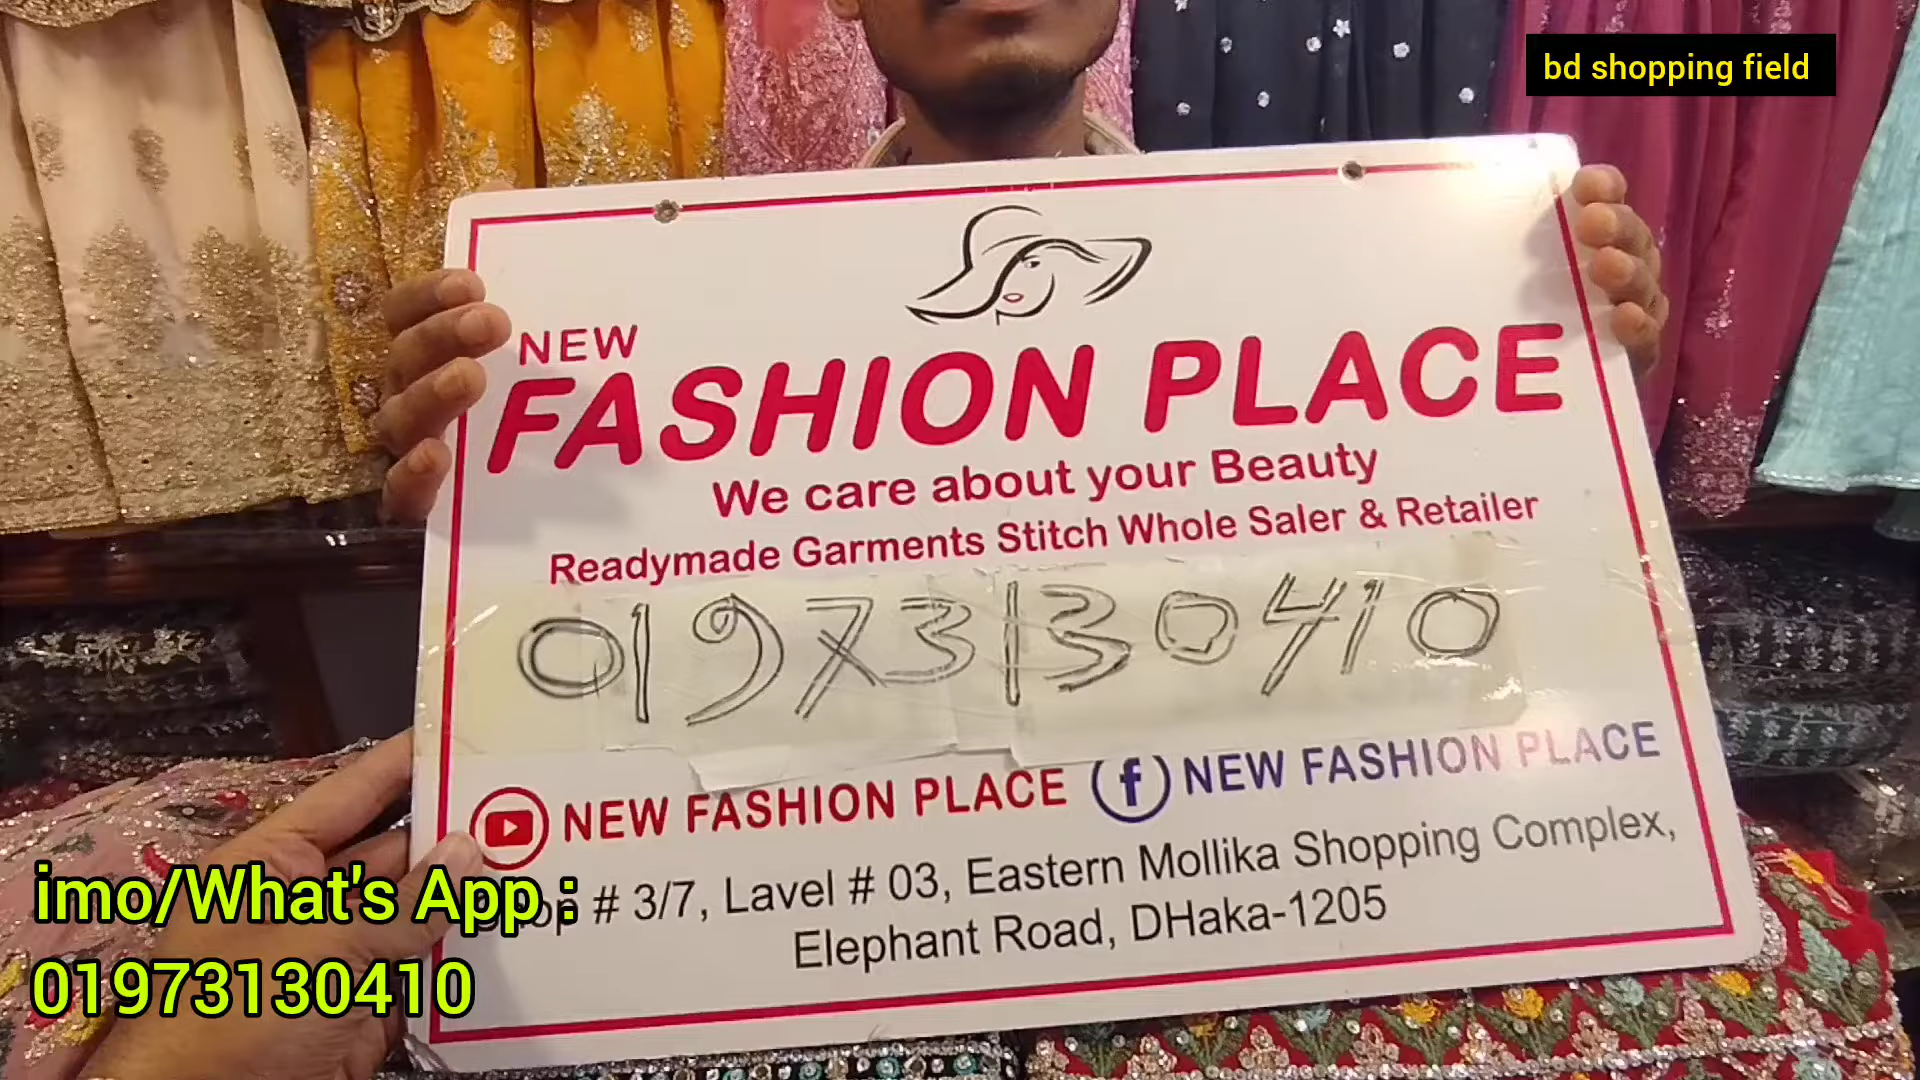 bd shopping field
NEW
FASHION PLACE
We care about your Beauty
Readymade Garments Stitch Whole Saler & Retailer
01973130410
NEW FASHION PLACE
NEW FASHION PLACE
# 3/7, Lavel # 03, Eastern Mollika Shopping Complex,
Elephant Road, DHaka-1205
imo/What's App :
01973130410